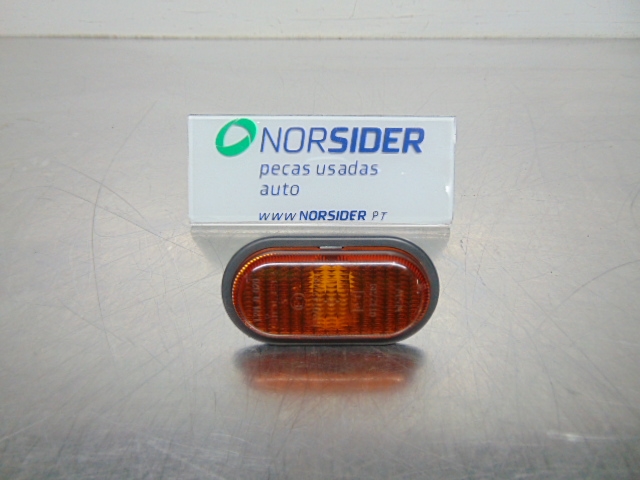 NORSIDER
pecas usadas
auto
www NORSIDER PT